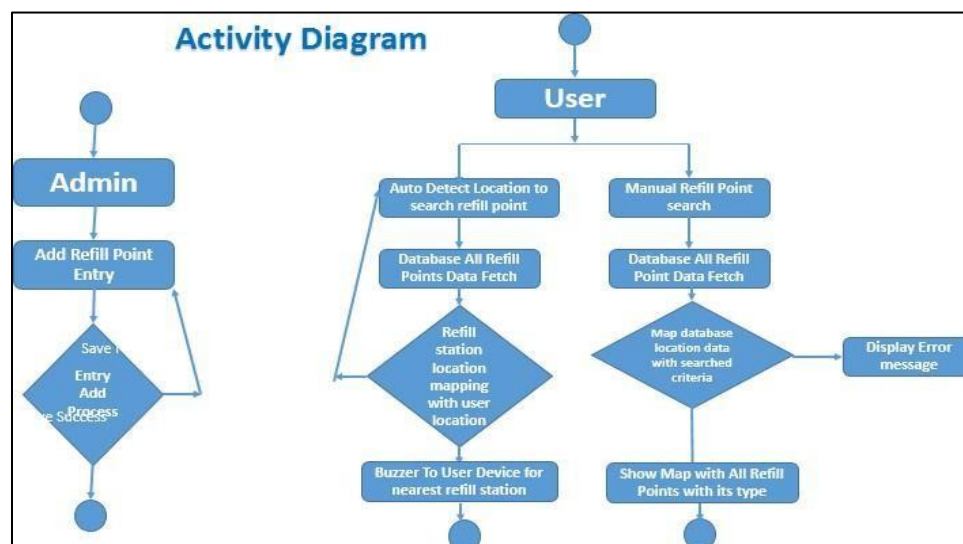 Activity Diagram
Admin
Add Refill Point
Entry
Save
Entry
Add
Process
Success
User
Auto Detect Location to
search refill point
Database All Refill
Points Data Fetch
Refill
station
location
mapping
with user
location
Buzzer To User Device for
nearest refill station
Manual Refill Point
search
Database All Refill
Point Data Fetch
Map database
location data
with searched
criteria
Display Error
message
Show Map with All Refill
Points with its type